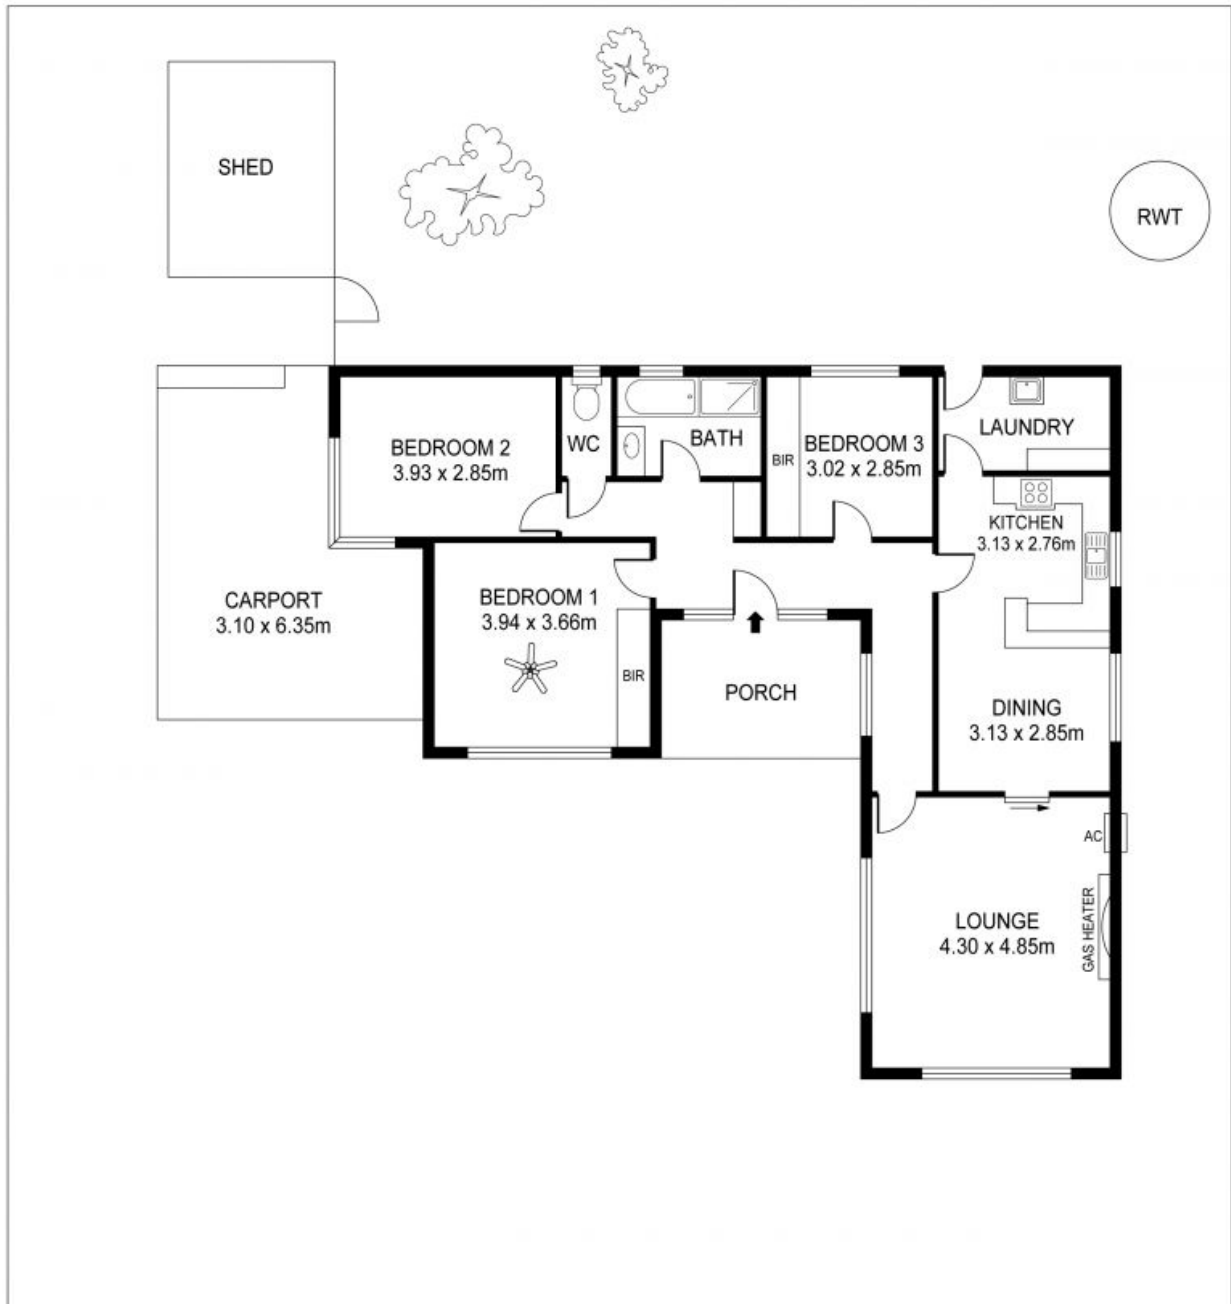 SHED
RWT
BEDROOM 2
3.93 x 2.85m
WC
BATH
BIR
BEDROOM 3
3.02 x 2.85m
LAUNDRY
KITCHEN
3.13 x 2.76m
CARPORT
3.10 x 6.35m
BEDROOM 1
3.94 x 3.66m
BIR
PORCH
DINING
3.13 x 2.85m
AC
LOUNGE
4.30 x 4.85m
GAS HEATER